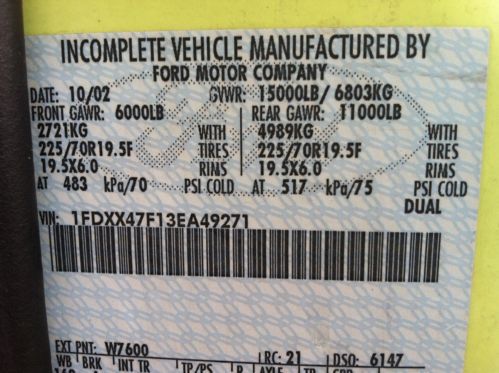 INCOMPLETE VEHICLE MANUFACTURED BY
FORD MOTOR COMPANY
DATE: 10/02 GVWR: 15000LB/ 6803KG
FRONT GAWR: 6000LB REAR GAWR: 11000LB
2721KG WITH 4989KG WITH
225/70R19.5F TIRES 225/70R19.5F TIRES
19.5X6.0 RIMS 19.5X6.0 RIMS
AT 483 kPa/70 PSI COLD AT 517 kPa/75 PSI COLD
DUAL
VIN: 1FDXX47F13EA49271
EXT PNT: W7600 RC: 21 DSO: 6147
WB BRK INT TR TP/PS R AXLE TR SPR